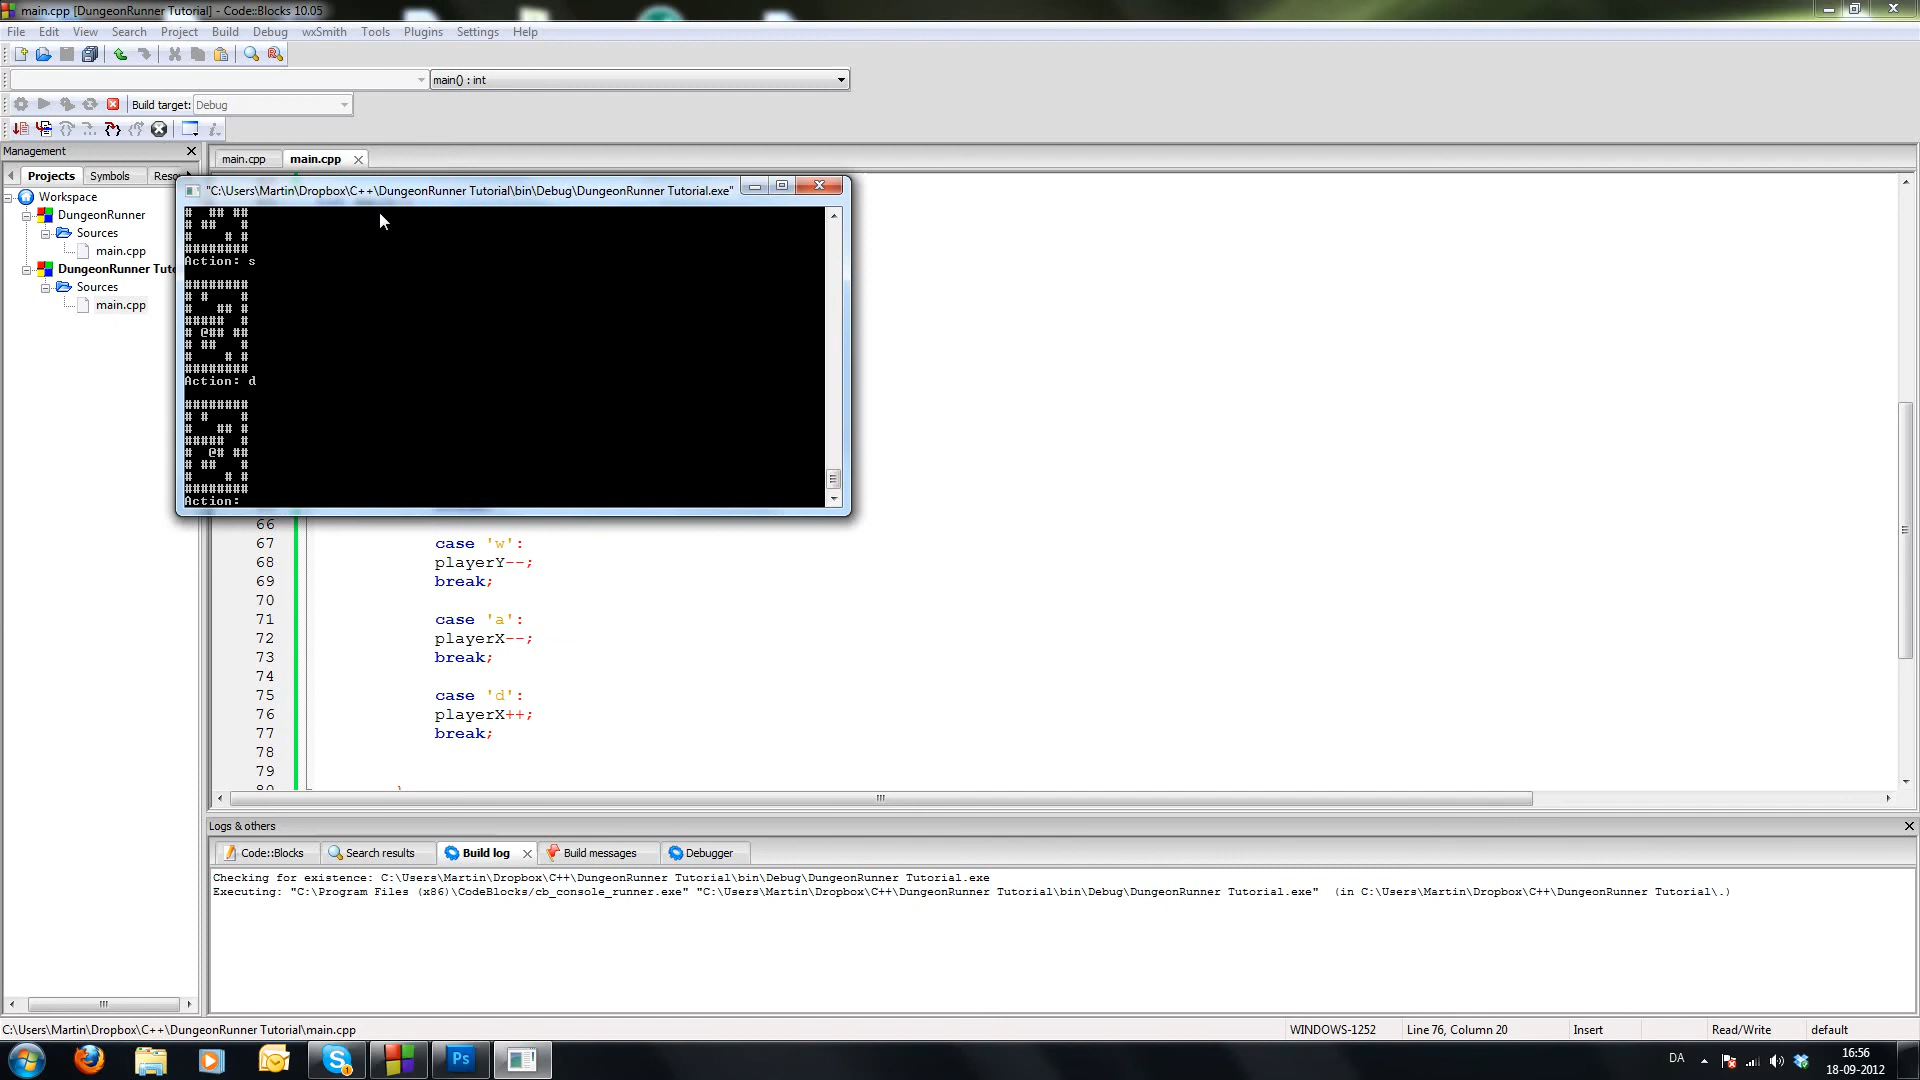 main.cpp [DungeonRunner Tutorial] - Code::Blocks 10.05
File Edit View Search Project Build Debug wxSmith Tools Plugins Settings Help
main() : int
Build target: Debug
Management
Projects Symbols Reso
main.cpp main.cpp
Workspace
DungeonRunner
Sources
main.cpp
DungeonRunner Tuto
Sources
main.cpp
"C:\Users\Martin\Dropbox\C++\DungeonRunner Tutorial\bin\Debug\DungeonRunner Tutorial.exe"
#  ## ##
# ##   #
#    # #
########
Action: s
########
# #    #
#   ## #
#####  #
# @## ##
# ##   #
#    # #
########
Action: d
########
# #    #
#   ## #
#####  #
#  @# ##
# ##   #
#    # #
########
Action:
66
67 case 'w':
68 playerY--;
69 break;
70
71 case 'a':
72 playerX--;
73 break;
74
75 case 'd':
76 playerX++;
77 break;
78
79
80 }
Logs & others
Code::Blocks Search results Build log Build messages Debugger
Checking for existence: C:\Users\Martin\Dropbox\C++\DungeonRunner Tutorial\bin\Debug\DungeonRunner Tutorial.exe
Executing: "C:\Program Files (x86)\CodeBlocks/cb_console_runner.exe" "C:\Users\Martin\Dropbox\C++\DungeonRunner Tutorial\bin\Debug\DungeonRunner Tutorial.exe"  (in C:\Users\Martin\Dropbox\C++\DungeonRunner Tutorial\.)
C:\Users\Martin\Dropbox\C++\DungeonRunner Tutorial\main.cpp WINDOWS-1252 Line 76, Column 20 Insert Read/Write default
Ps
DA
16:56
18-09-2012